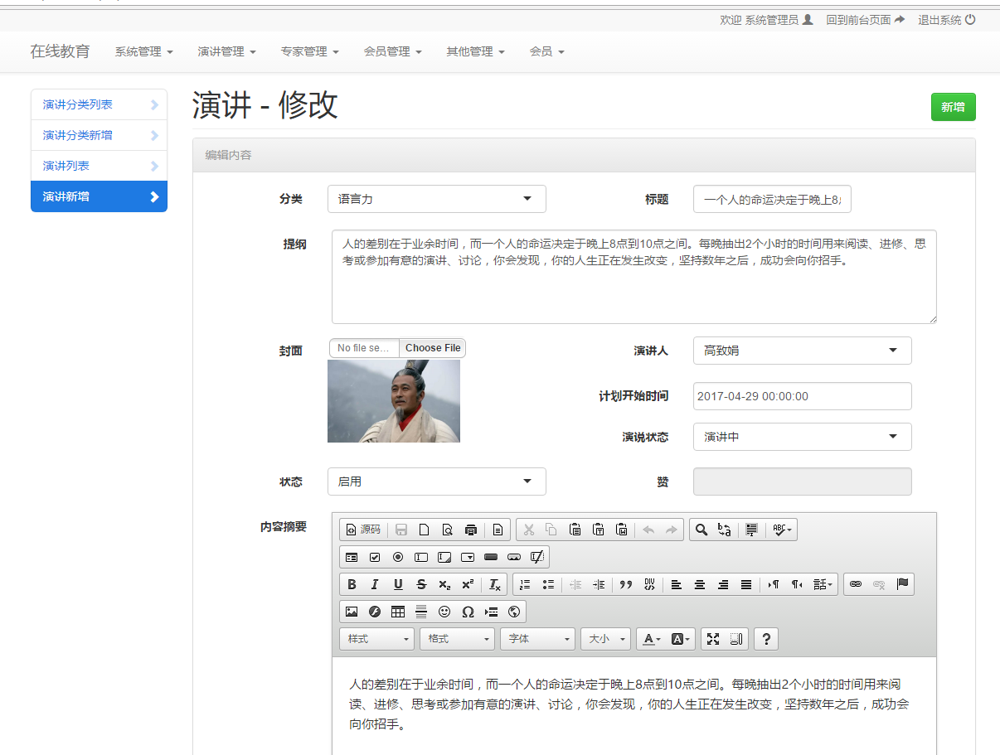 欢迎 系统管理员 回到前台页面 退出系统
在线教育 系统管理 演讲管理 专家管理 会员管理 其他管理 会员
演讲分类列表
演讲分类新增
演讲列表
演讲新增
演讲 - 修改
新增
编辑内容
分类 语言力 标题 一个人的命运决定于晚上8点
提纲 人的差别在于业余时间，而一个人的命运决定于晚上8点到10点之间。每晚抽出2个小时的时间用来阅读、进修、思
考或参加有意的演讲、讨论，你会发现，你的人生正在发生改变，坚持数年之后，成功会向你招手。
封面 No file se... Choose File 演讲人 高致娟
计划开始时间 2017-04-29 00:00:00
演说状态 演讲中
状态 启用 赞
内容摘要 源码
ABC
B I U S x₂ x² Tx DIV 話
样式 格式 字体 大小 A A ?
人的差别在于业余时间，而一个人的命运决定于晚上8点到10点之间。每晚抽出2个小时的时间用来阅
读、进修、思考或参加有意的演讲、讨论，你会发现，你的人生正在发生改变，坚持数年之后，成功会
向你招手。